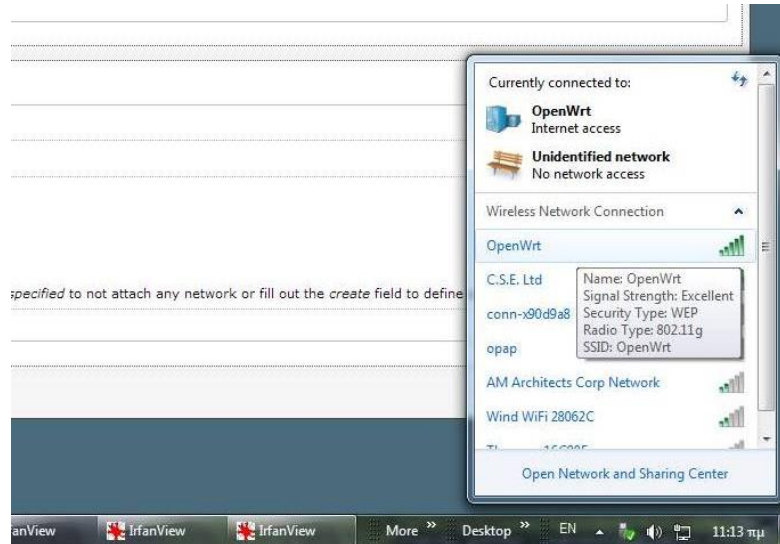 Currently connected to:
OpenWrt
Internet access
Unidentified network
No network access
Wireless Network Connection
OpenWrt
C.S.E. Ltd
Name: OpenWrt
Signal Strength: Excellent
Security Type: WEP
Radio Type: 802.11g
SSID: OpenWrt
specified to not attach any network or fill out the create field to define
conn-x90d9a8
opap
AM Architects Corp Network
Wind WiFi 28062C
Open Network and Sharing Center
anView
IrfanView
IrfanView
More »
Desktop »
EN
11:13 πμ